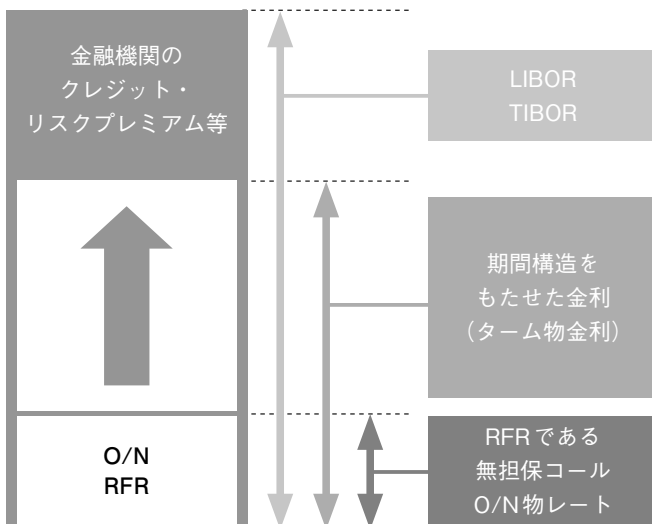 金融機関の
クレジット・
リスクプレミアム等
LIBOR
TIBOR
期間構造を
もたせた金利
（ターム物金利）
O/N
RFR
RFRである
無担保コール
O/N物レート